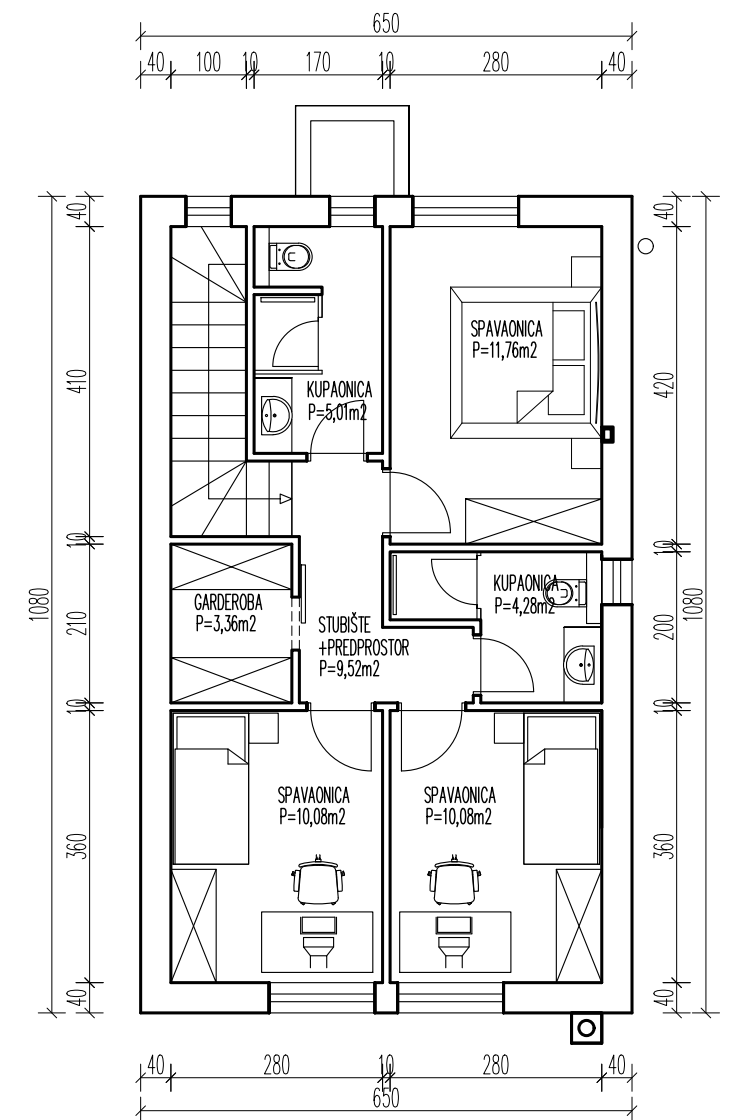 650
40 100 10 170 10 280 40
40
40
SPAVAONICA
P=11,76m2
410
KUPAONICA
P=5,01m2
420
10
10
KUPAONICA
P=4,28m2
GARDEROBA
P=3,36m2
1080
210
STUBIŠTE
+PREDPROSTOR
P=9,52m2
200
1080
10
10
SPAVAONICA
P=10,08m2
SPAVAONICA
P=10,08m2
360
360
40
40
40 280 10 280 40
650